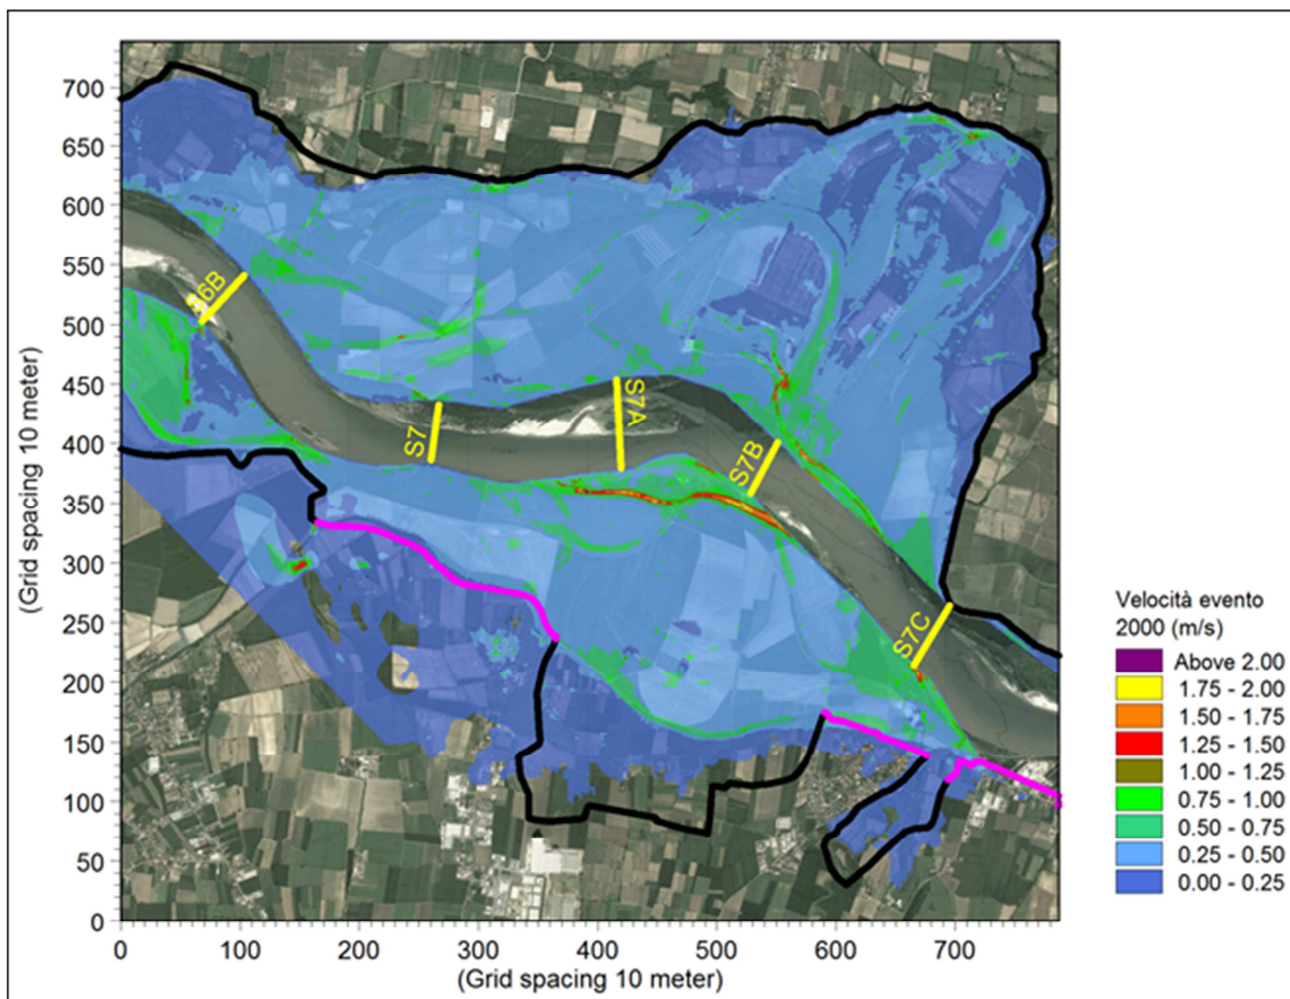 700
650
600
550
500
450
400
350
300
250
200
150
100
50
0
(Grid spacing 10 meter)
S6B
S7
S7A
S7B
S7C
0 100 200 300 400 500 600 700
(Grid spacing 10 meter)
Velocità evento
2000 (m/s)
Above 2.00
1.75 - 2.00
1.50 - 1.75
1.25 - 1.50
1.00 - 1.25
0.75 - 1.00
0.50 - 0.75
0.25 - 0.50
0.00 - 0.25